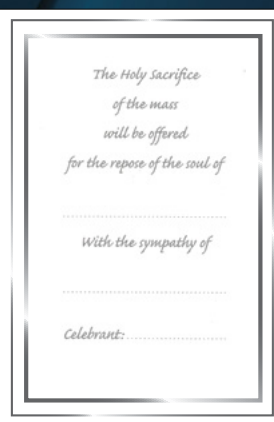 The Holy Sacrifice
of the mass
will be offered
for the repose of the soul of
..............................
With the sympathy of
..............................
Celebrant:....................